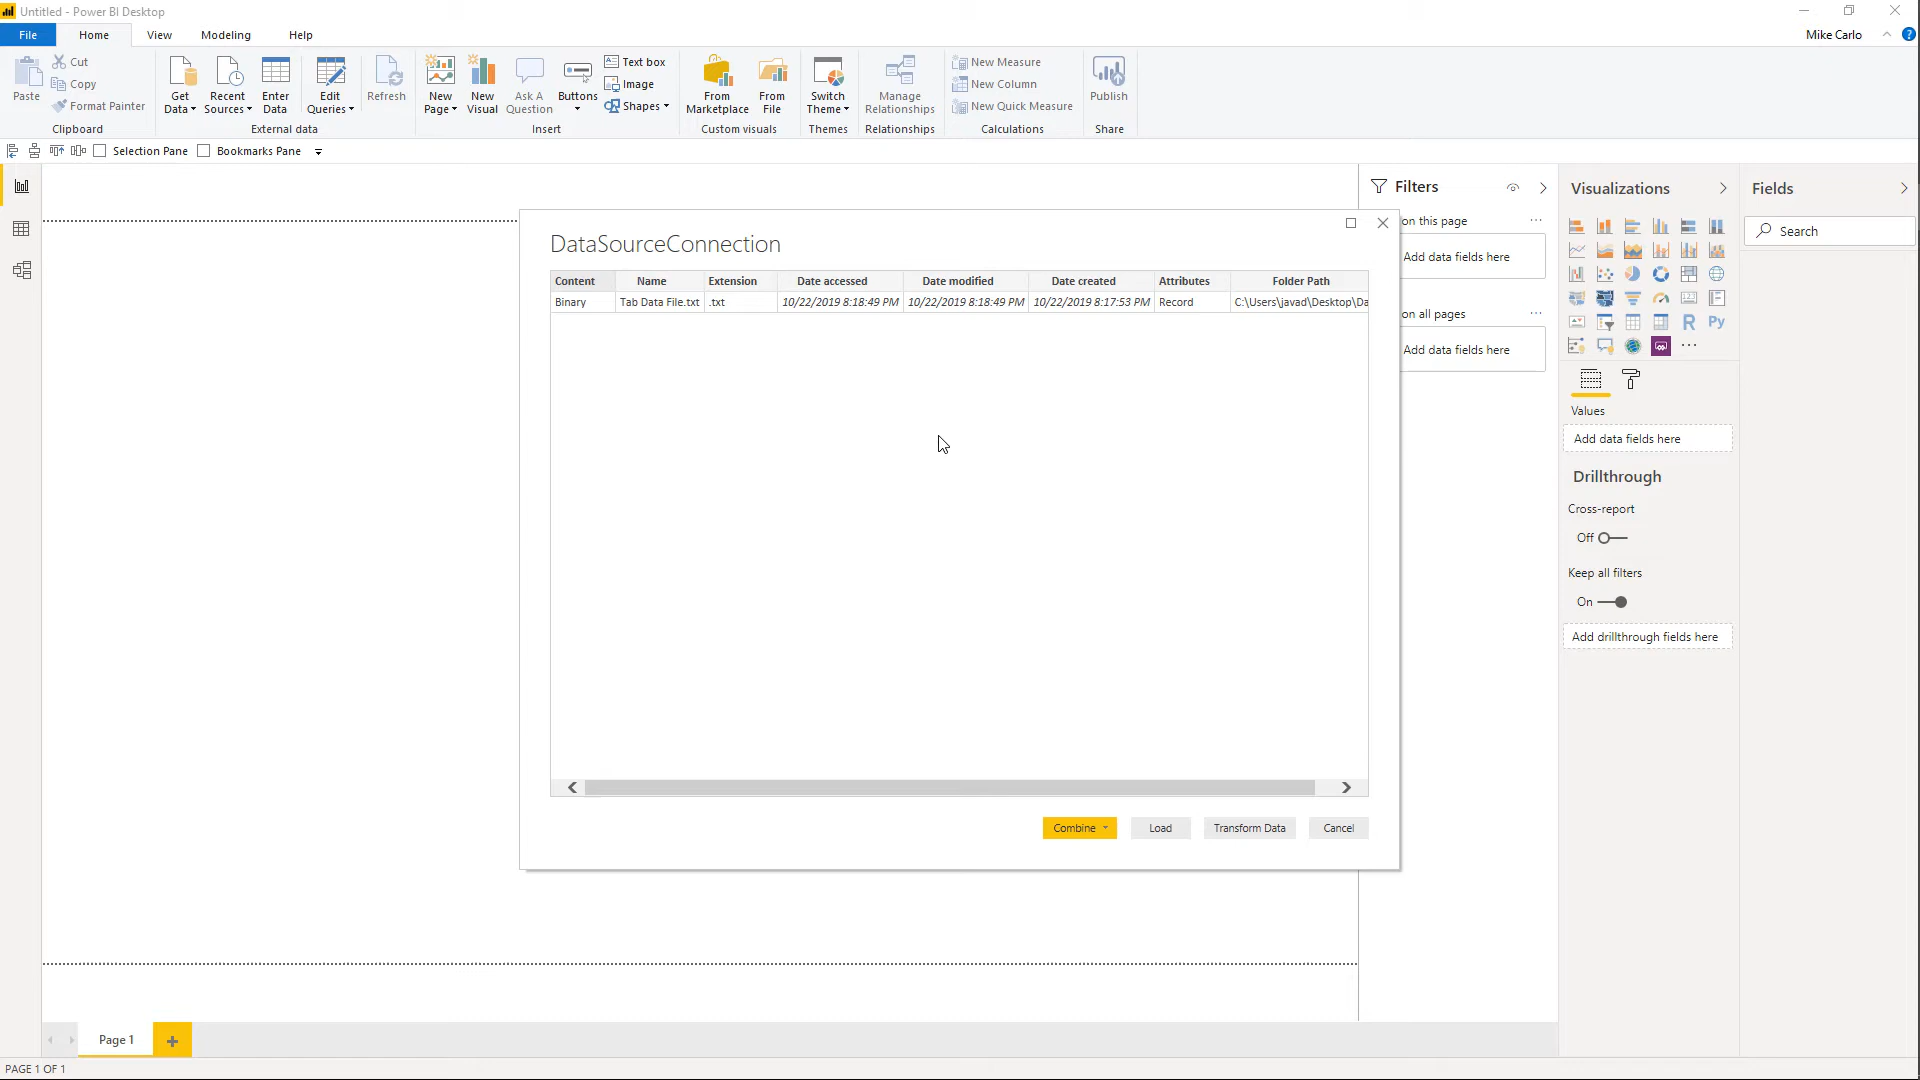 Untitled - Power BI Desktop
File Home View Modeling Help
Mike Carlo
?
Paste
Cut
Copy
Format Painter
Clipboard
Get Data
Recent Sources
Enter Data
Edit Queries
Refresh
External data
New Page
New Visual
Ask A Question
Buttons
Text box
Image
Shapes
Insert
From Marketplace
From File
Custom visuals
Switch Theme
Themes
Manage Relationships
Relationships
New Measure
New Column
New Quick Measure
Calculations
Publish
Share
Selection Pane
Bookmarks Pane
DataSourceConnection
Content Name Extension Date accessed Date modified Date created Attributes Folder Path
Binary Tab Data File.txt .txt 10/22/2019 8:18:49 PM 10/22/2019 8:18:49 PM 10/22/2019 8:17:53 PM Record C:\Users\javad\Desktop\Da
Combine
Load
Transform Data
Cancel
Filters
on this page
...
Add data fields here
on all pages
...
Add data fields here
Visualizations
123
R
Py
...
Values
Add data fields here
Drillthrough
Cross-report
Off
Keep all filters
On
Add drillthrough fields here
Fields
Search
Page 1
+
PAGE 1 OF 1